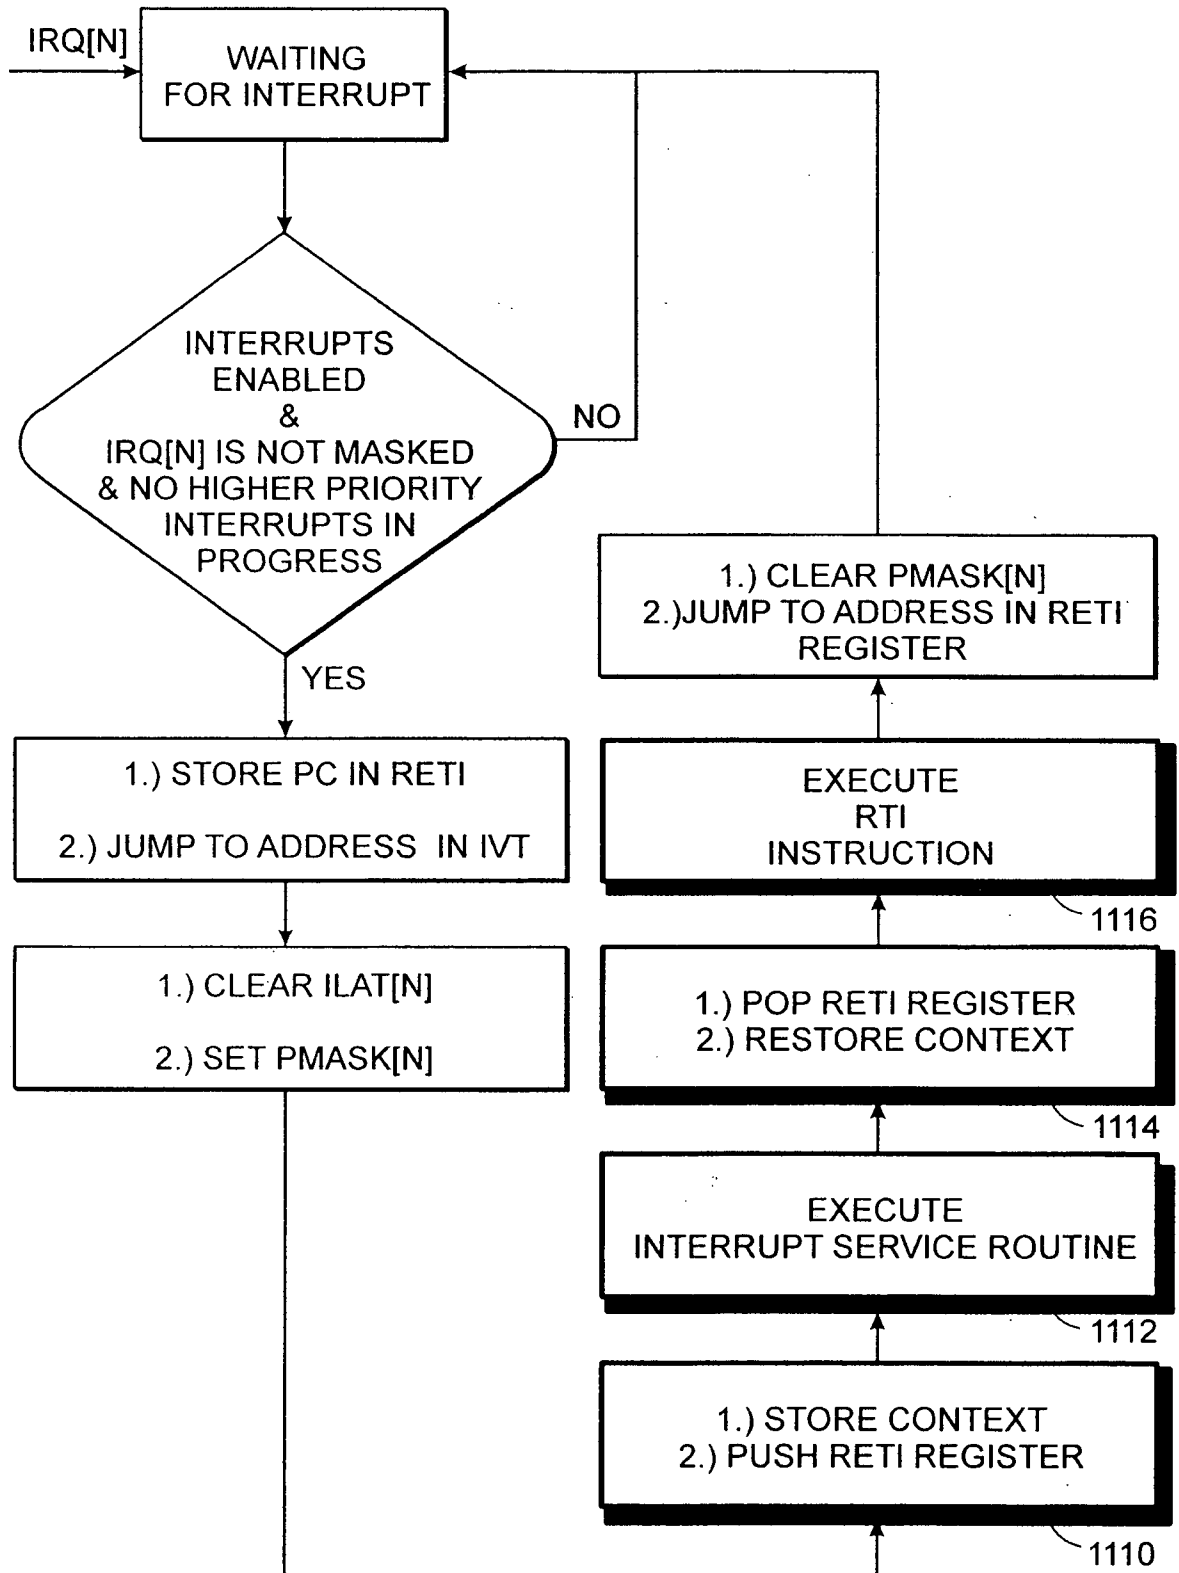 IRQ[N]
WAITING
FOR INTERRUPT
INTERRUPTS
ENABLED
&
IRQ[N] IS NOT MASKED
& NO HIGHER PRIORITY
INTERRUPTS IN
PROGRESS
NO
YES
1.) STORE PC IN RETI
2.) JUMP TO ADDRESS IN IVT
1.) CLEAR ILAT[N]
2.) SET PMASK[N]
1.) CLEAR PMASK[N]
2.)JUMP TO ADDRESS IN RETI
REGISTER
EXECUTE
RTI
INSTRUCTION
1116
1.) POP RETI REGISTER
2.) RESTORE CONTEXT
1114
EXECUTE
INTERRUPT SERVICE ROUTINE
1112
1.) STORE CONTEXT
2.) PUSH RETI REGISTER
1110